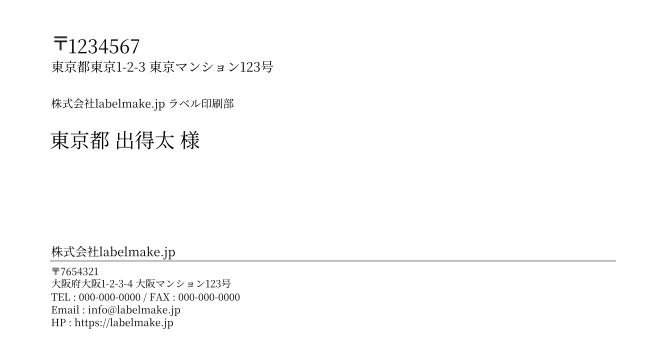 〒1234567
東京都東京1-2-3 東京マンション123号
株式会社labelmake.jp ラベル印刷部
東京都 出得太 様
株式会社labelmake.jp
〒7654321
大阪府大阪1-2-3-4 大阪マンション123号
TEL : 000-000-0000 / FAX : 000-000-0000
Email : info@labelmake.jp
HP : https://labelmake.jp